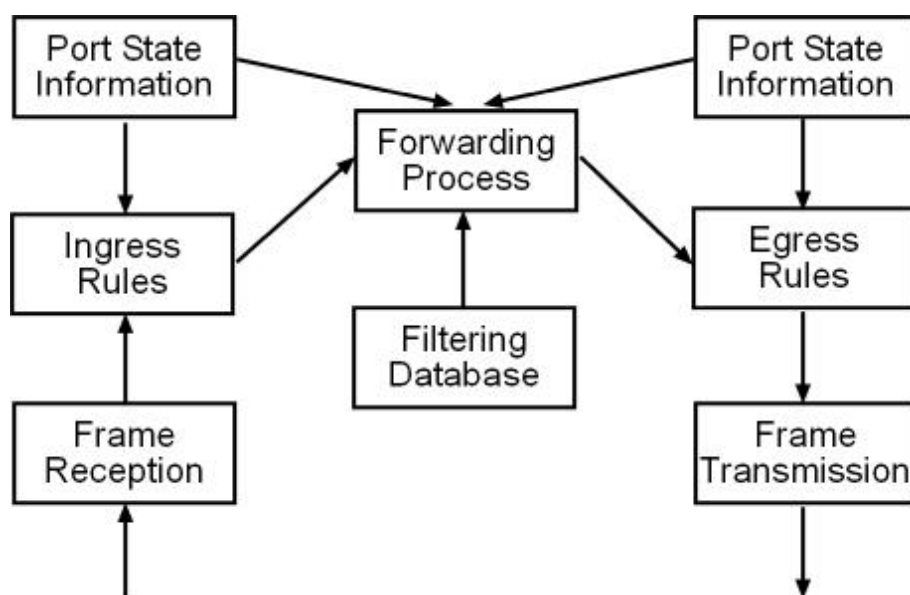 Port State
Information
Port State
Information
Forwarding
Process
Ingress
Rules
Egress
Rules
Filtering
Database
Frame
Reception
Frame
Transmission